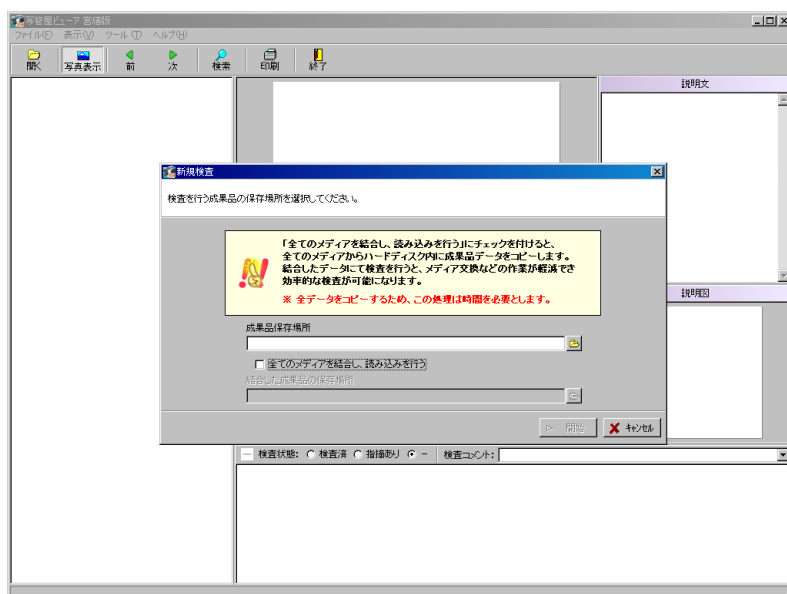 写管屋ビューア 宮繕版
ファイル(F) 表示(V) ツール(T) ヘルプ(H)
開く 写真表示 前 次 検索 印刷 終了
説明文
新規検査
検査を行う成果品の保存場所を選択してください。
「全てのメディアを結合し、読み込みを行う」にチェックを付けると、
全てのメディアからハードディスク内に成果品データをコピーします。
結合したデータにて検査を行うと、メディア交換などの作業が軽減でき
効率的な検査が可能になります。
※ 全データをコピーするため、この処理は時間を必要とします。
説明図
成果品保存場所
全てのメディアを結合し、読み込みを行う
結合した成果品の保存場所
開始 キャンセル
検査状態: 検査済 指摘あり − 検査コメント: